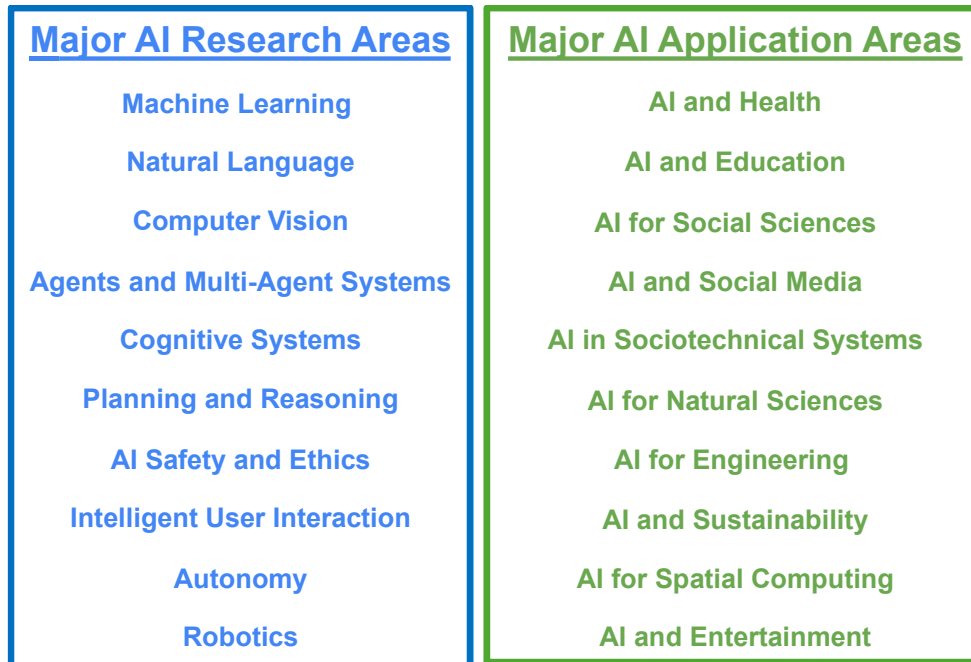 Major AI Research Areas
Machine Learning
Natural Language
Computer Vision
Agents and Multi-Agent Systems
Cognitive Systems
Planning and Reasoning
AI Safety and Ethics
Intelligent User Interaction
Autonomy
Robotics
Major AI Application Areas
AI and Health
AI and Education
AI for Social Sciences
AI and Social Media
AI in Sociotechnical Systems
AI for Natural Sciences
AI for Engineering
AI and Sustainability
AI for Spatial Computing
AI and Entertainment